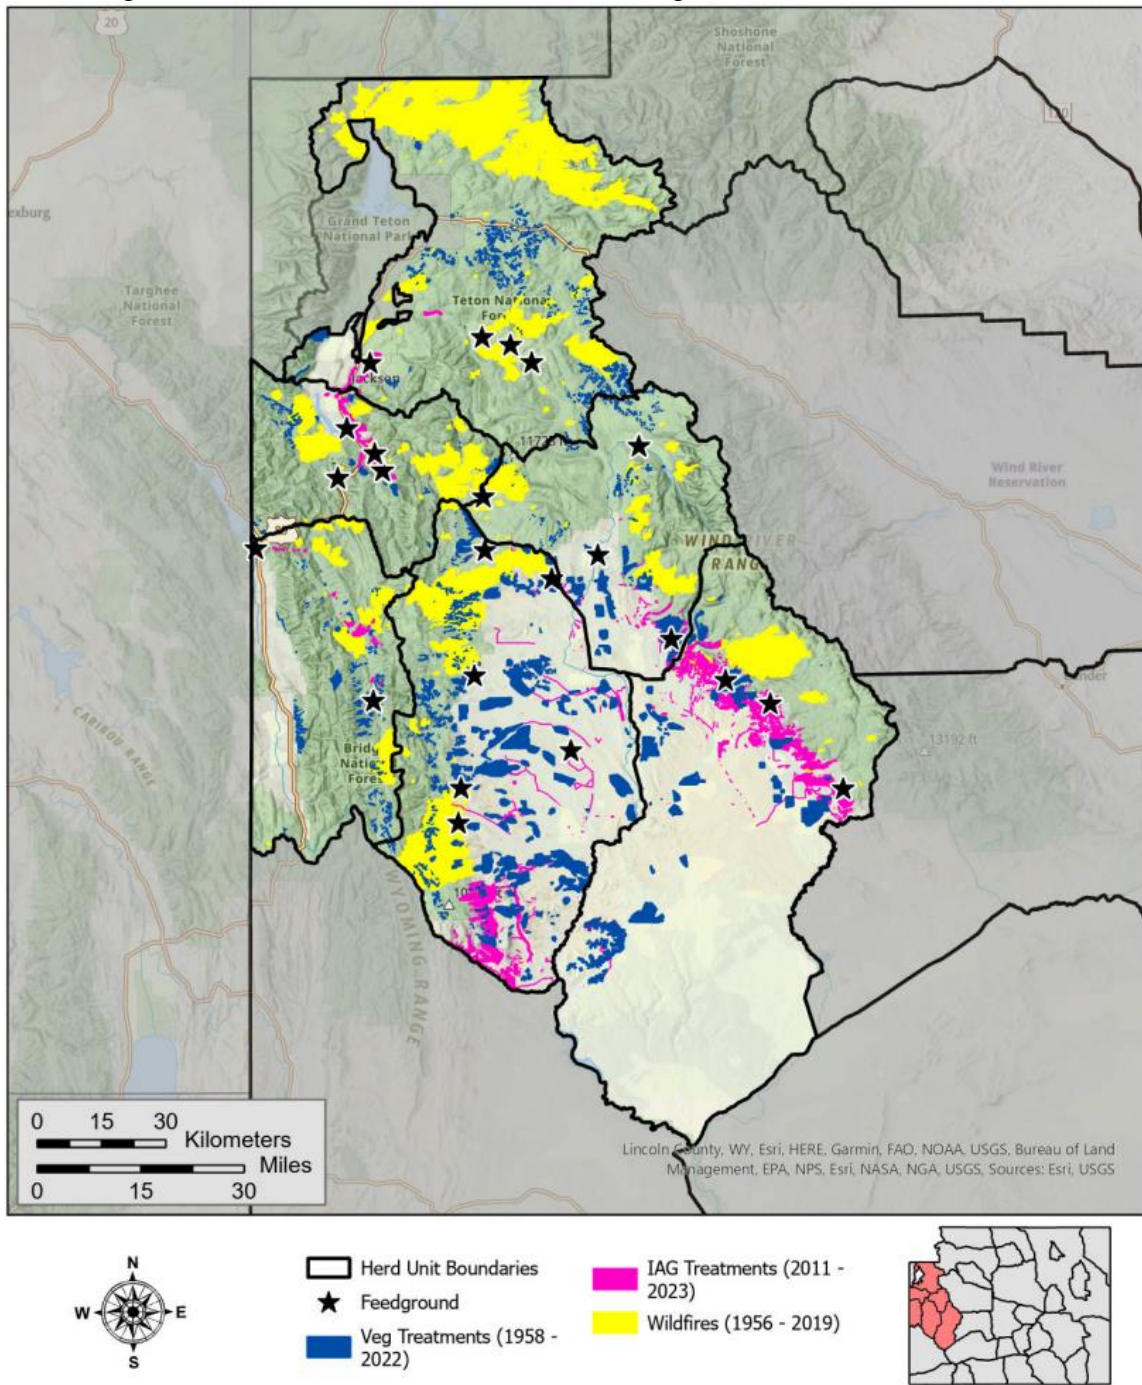 20
Shoshone
National
Forest
120
exburg
Grand Teton
National Park
Targhee
National
Forest
Teton National
Forest
Jackson
Wind River
Reservation
WIND RIVER
RANGE
Lander
CARIBOU RANGE
13192 ft
WYOMING RANGE
0 15 30
Kilometers
Miles
0 15 30
Lincoln County, WY, Esri, HERE, Garmin, FAO, NOAA, USGS, Bureau of Land
Management, EPA, NPS, Esri, NASA, NGA, USGS, Sources: Esri, USGS
N
W E
S
Herd Unit Boundaries
Feedground
Veg Treatments (1958 -
2022)
IAG Treatments (2011 -
2023)
Wildfires (1956 - 2019)